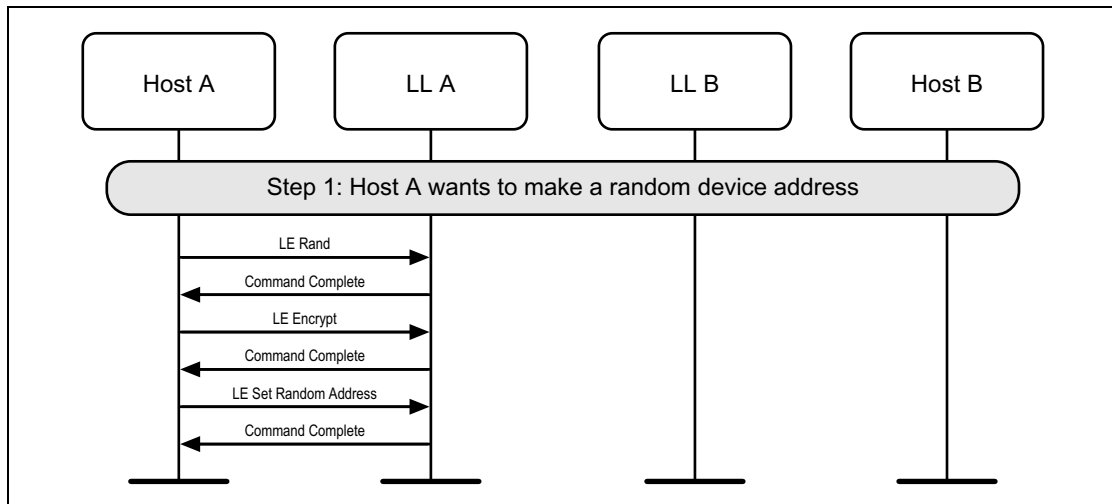 Host A
LL A
LL B
Host B
Step 1: Host A wants to make a random device address
LE Rand
Command Complete
LE Encrypt
Command Complete
LE Set Random Address
Command Complete